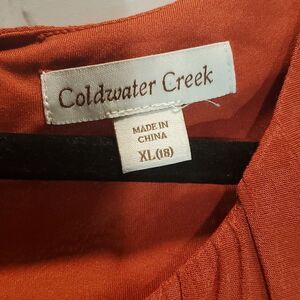 Coldwater Creek
MADE IN
CHINA
XL(18)